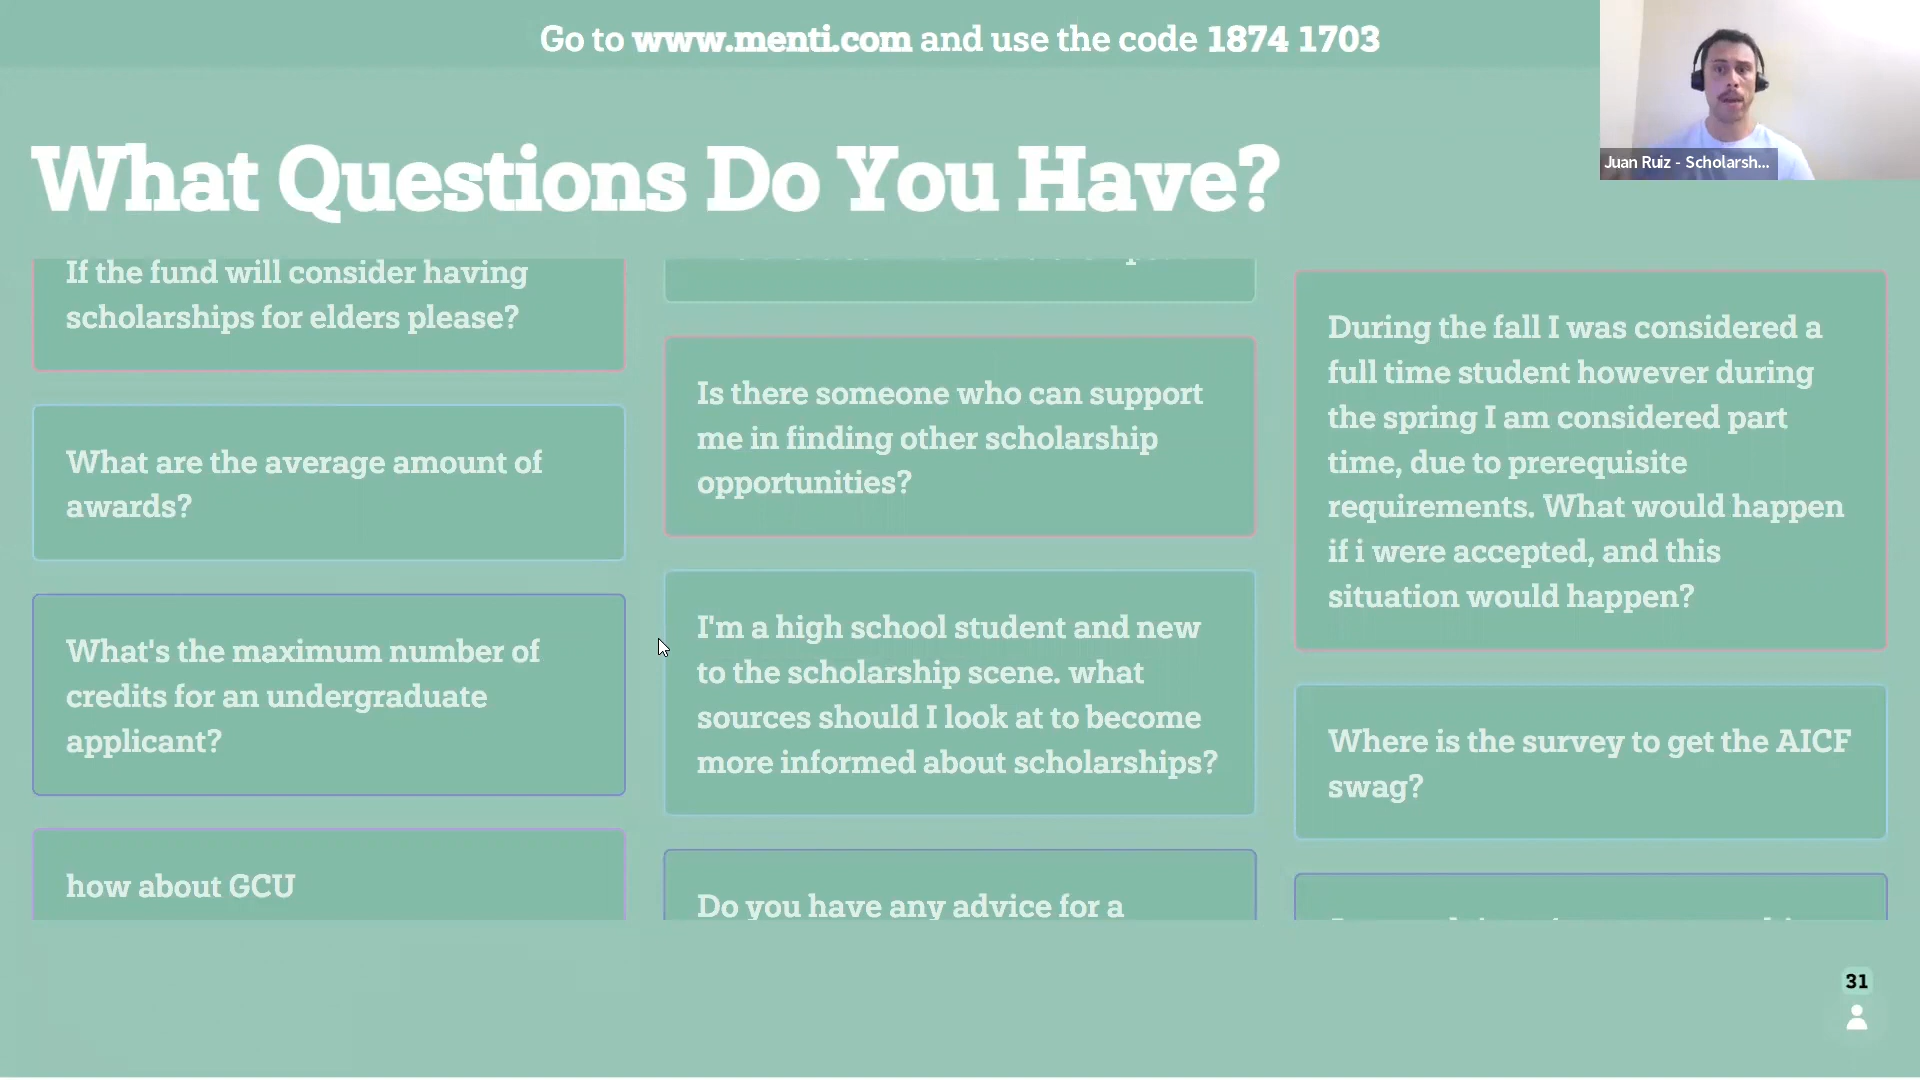 Go to www.menti.com and use the code 1874 1703
Juan Ruiz - Scholarsh...
What Questions Do You Have?
If the fund will consider having
scholarships for elders please?
What are the average amount of
awards?
What's the maximum number of
credits for an undergraduate
applicant?
how about GCU
Is there someone who can support
me in finding other scholarship
opportunities?
I'm a high school student and new
to the scholarship scene. what
sources should I look at to become
more informed about scholarships?
Do you have any advice for a
During the fall I was considered a
full time student however during
the spring I am considered part
time, due to prerequisite
requirements. What would happen
if i were accepted, and this
situation would happen?
Where is the survey to get the AICF
swag?
31